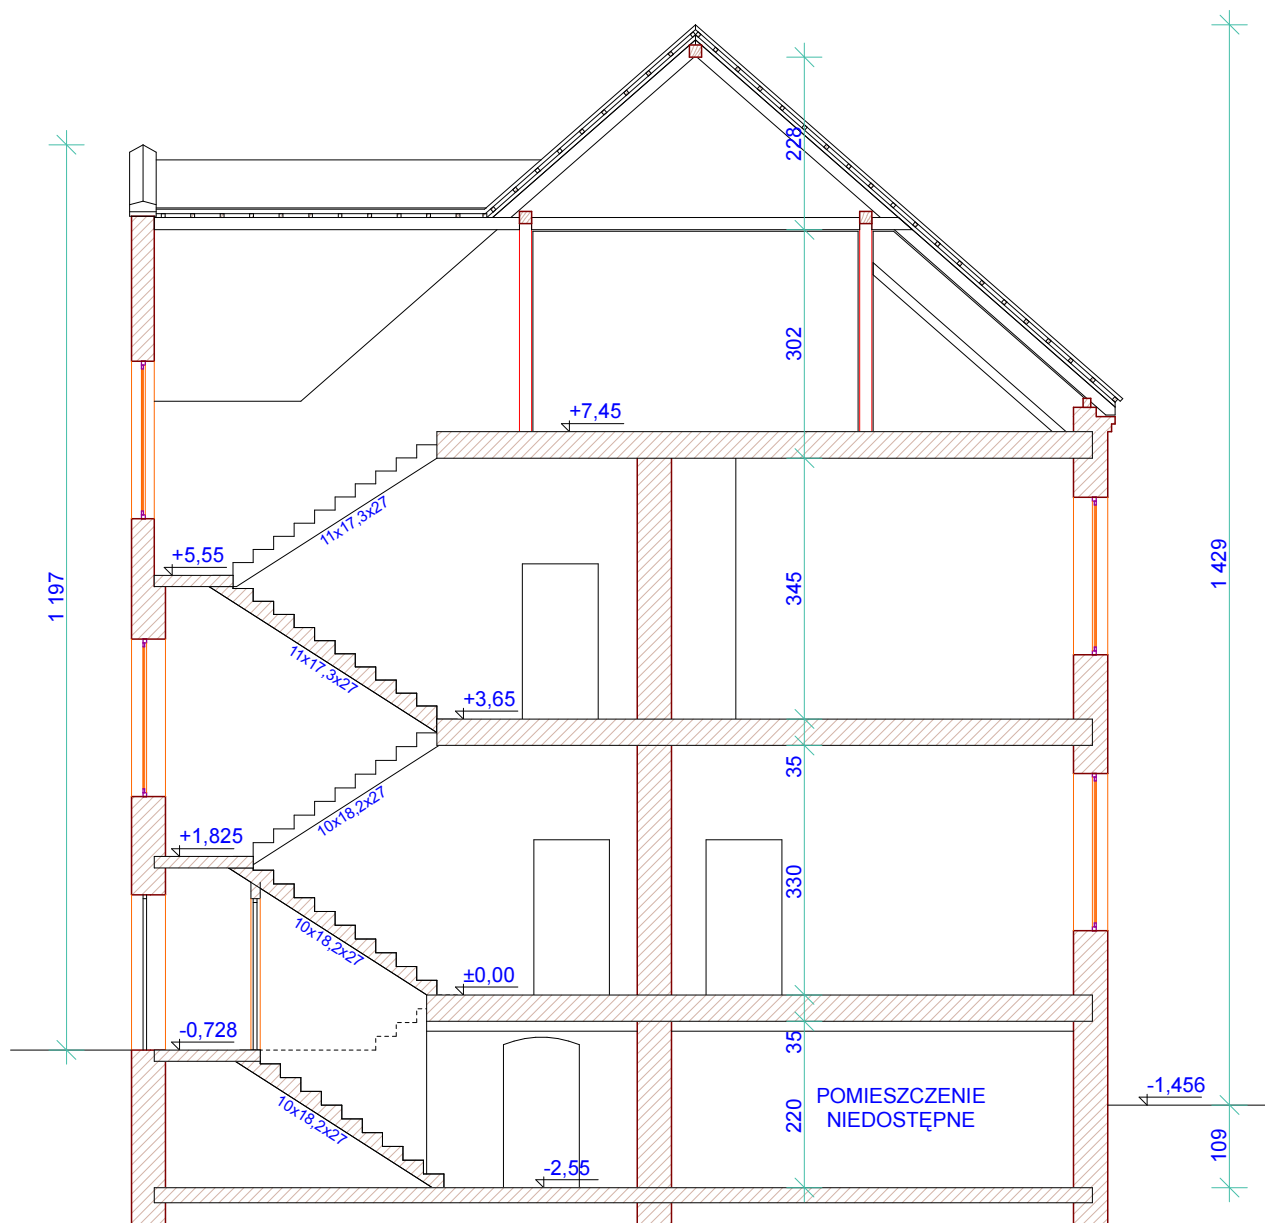 228
302
+7,45
11x17,3x27
+5,55
1 197
1 429
345
11x17,3x27
+3,65
35
10x18,2x27
+1,825
330
10x18,2x27
±0,00
-0,728
35
-1,456
POMIESZCZENIE
NIEDOSTĘPNE
220
10x18,2x27
109
-2,55